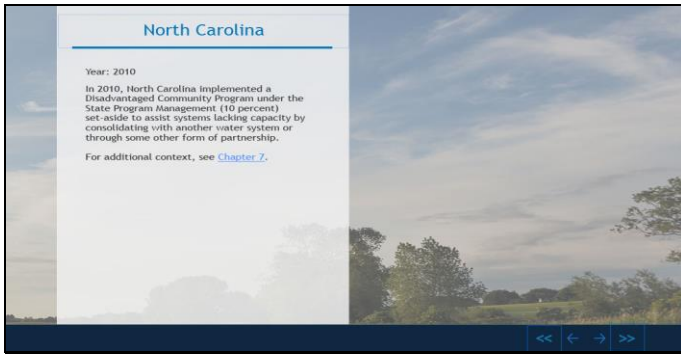 North Carolina
Year: 2010
In 2010, North Carolina implemented a
Disadvantaged Community Program under the
State Program Management (10 percent)
set-aside to assist systems lacking capacity by
consolidating with another water system or
through some other form of partnership.
For additional context, see Chapter 7.
<< ← → >>